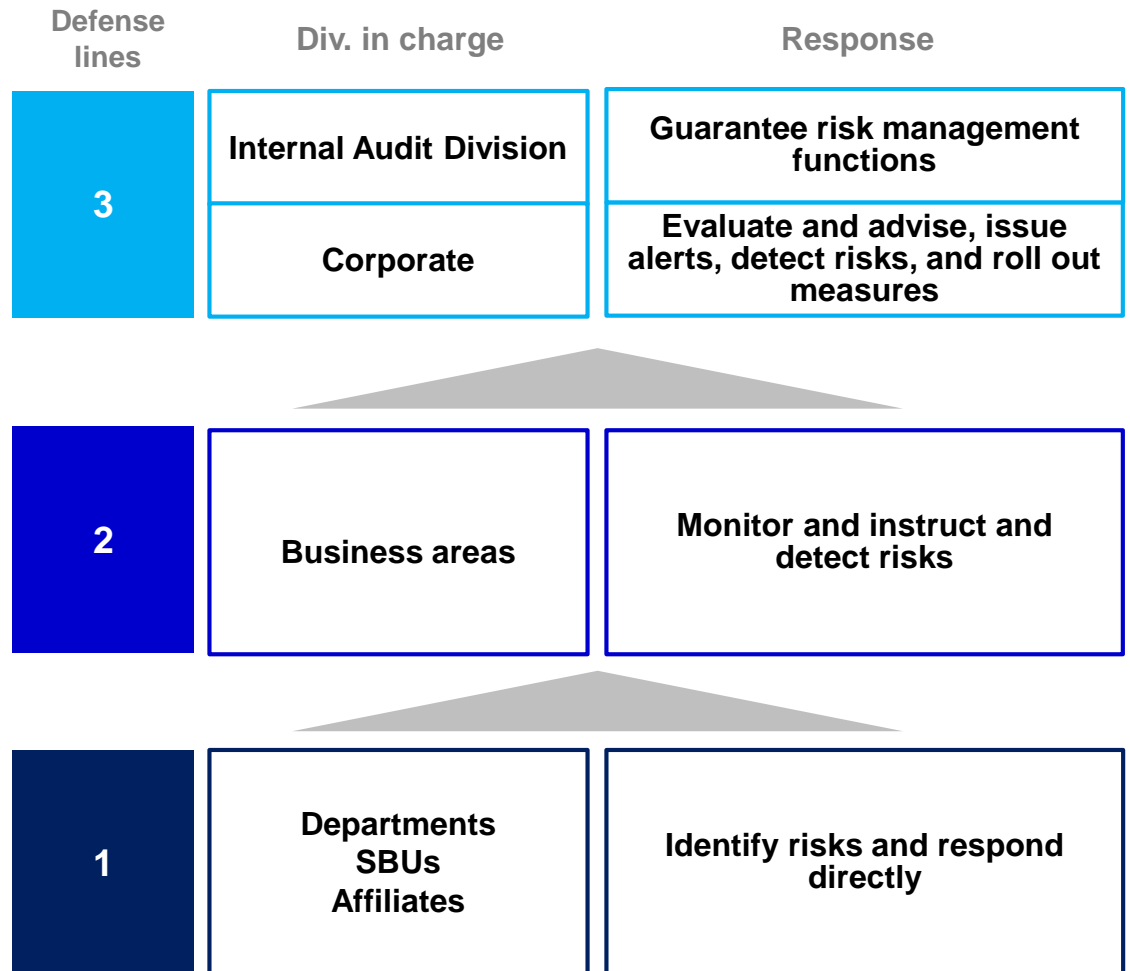 Defense
lines
Div. in charge
Response
3
Internal Audit Division
Guarantee risk management
functions
Corporate
Evaluate and advise, issue
alerts, detect risks, and roll out
measures
2
Business areas
Monitor and instruct and
detect risks
1
Departments
SBUs
Affiliates
Identify risks and respond
directly